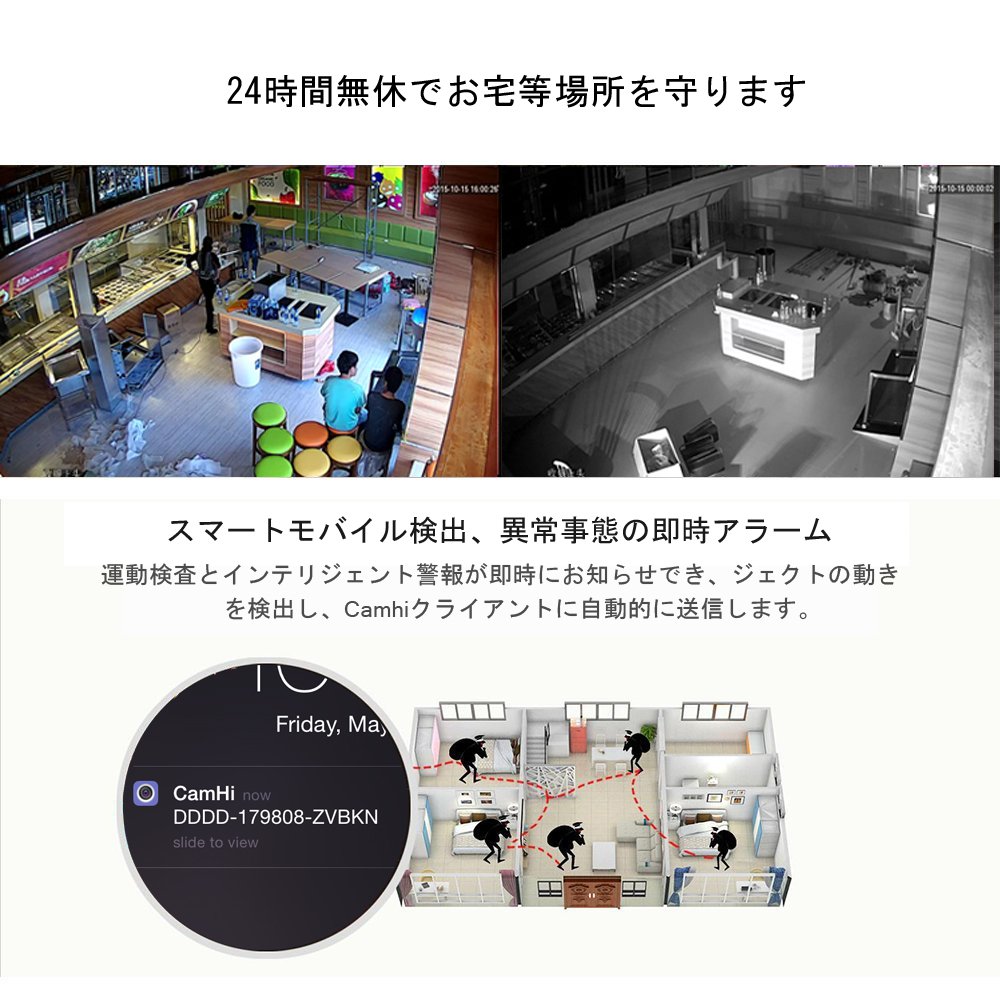 24時間無休でお宅等場所を守ります
2015-10-15 16:00:26
2015-10-15 00:00:02
FOOD
スマートモバイル検出、異常事態の即時アラーム
運動検査とインテリジェント警報が即時にお知らせでき、ジェクトの動き
を検出し、Camhiクライアントに自動的に送信します。
Friday, May
CamHi now
DDDD-179808-ZVBKN
slide to view